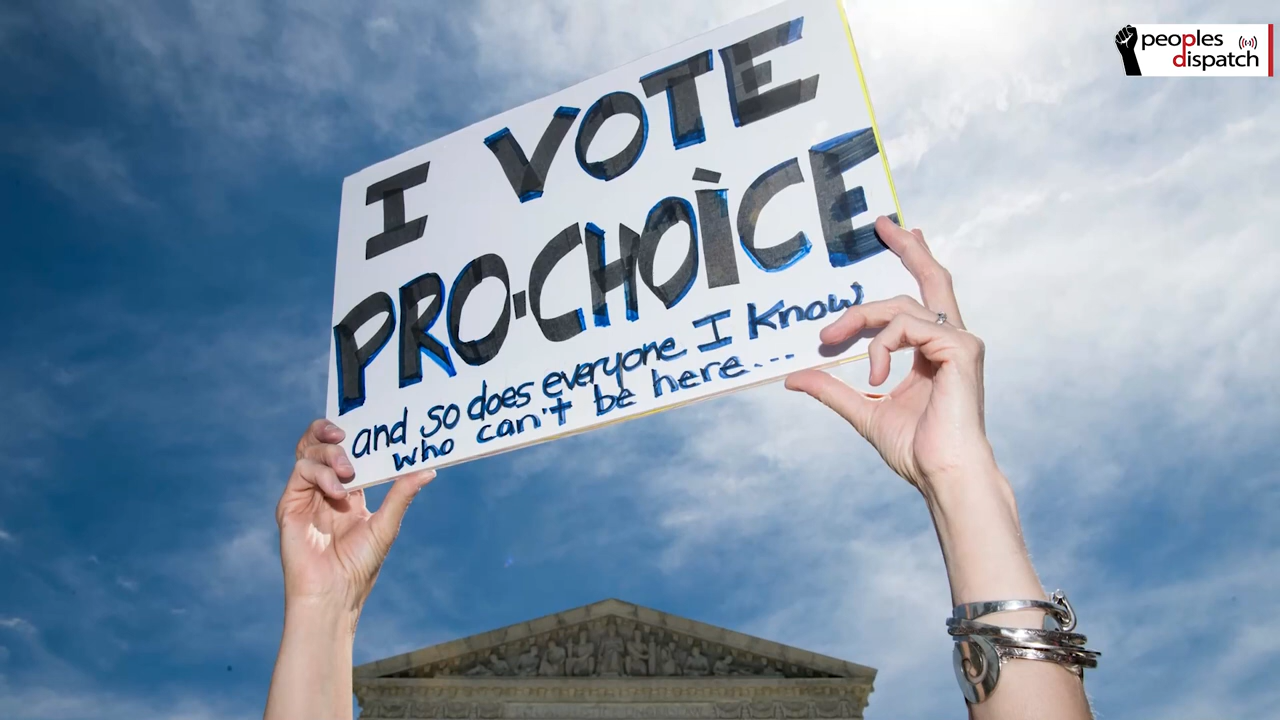 peoples
dispatch
I VOTE
PRO-CHOICE
and so does everyone I know
who can't be here...